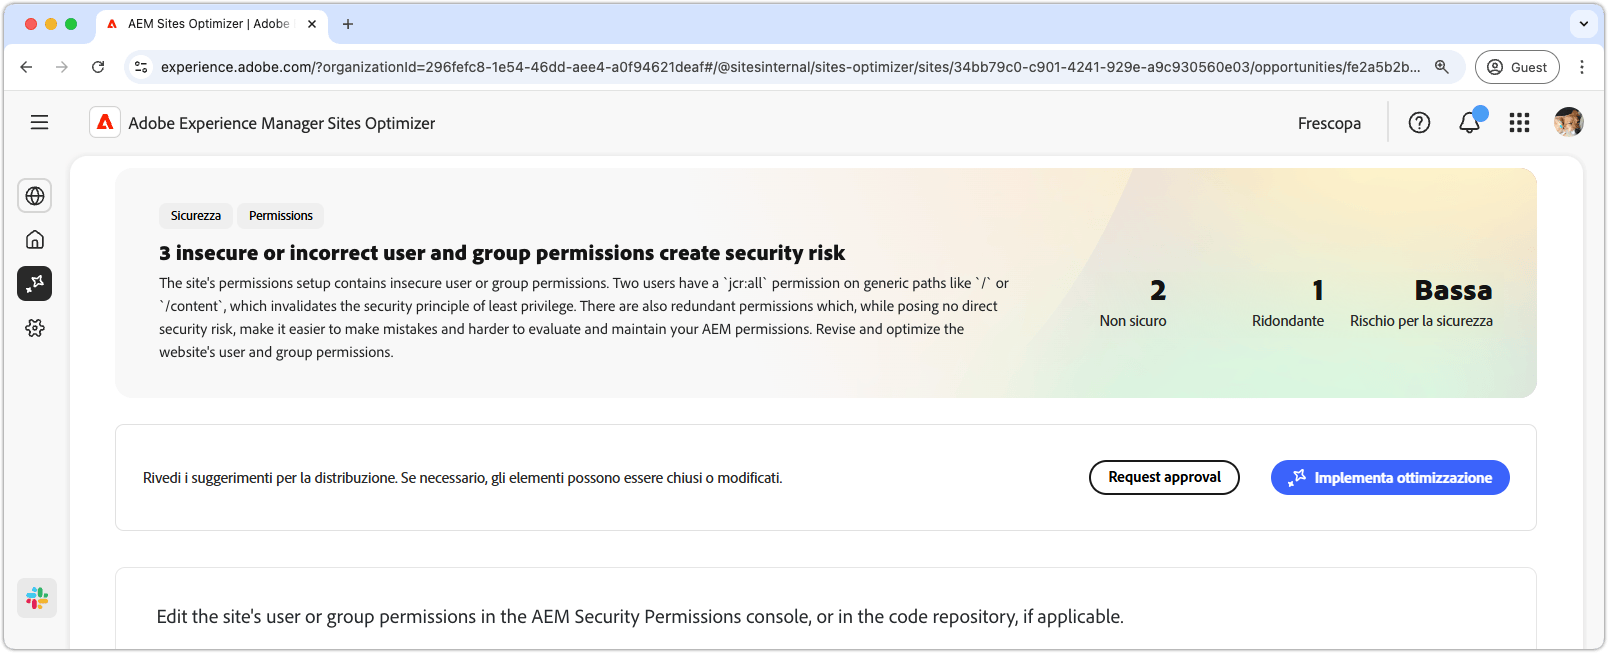 AEM Sites Optimizer | Adobe
experience.adobe.com/?organizationId=296fefc8-1e54-46dd-aee4-a0f94621deaf#/@sitesinternal/sites-optimizer/sites/34bb79c0-c901-4241-929e-a9c930560e03/opportunities/fe2a5b2b...
Guest
Adobe Experience Manager Sites Optimizer
Frescopa
Sicurezza
Permissions
3 insecure or incorrect user and group permissions create security risk
The site's permissions setup contains insecure user or group permissions. Two users have a `jcr:all` permission on generic paths like `/` or
`/content`, which invalidates the security principle of least privilege. There are also redundant permissions which, while posing no direct
security risk, make it easier to make mistakes and harder to evaluate and maintain your AEM permissions. Revise and optimize the
website's user and group permissions.
2
Non sicuro
1
Ridondante
Bassa
Rischio per la sicurezza
Rivedi i suggerimenti per la distribuzione. Se necessario, gli elementi possono essere chiusi o modificati.
Request approval
Implementa ottimizzazione
Edit the site's user or group permissions in the AEM Security Permissions console, or in the code repository, if applicable.